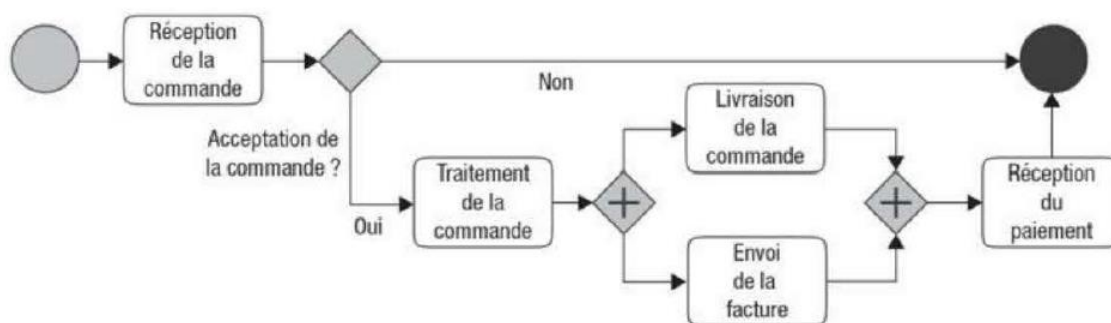 Réception
de la
commande
Non
Acceptation de
la commande ?
Oui
Traitement
de la
commande
Livraison
de la
commande
Envoi
de la
facture
Réception
du
paiement